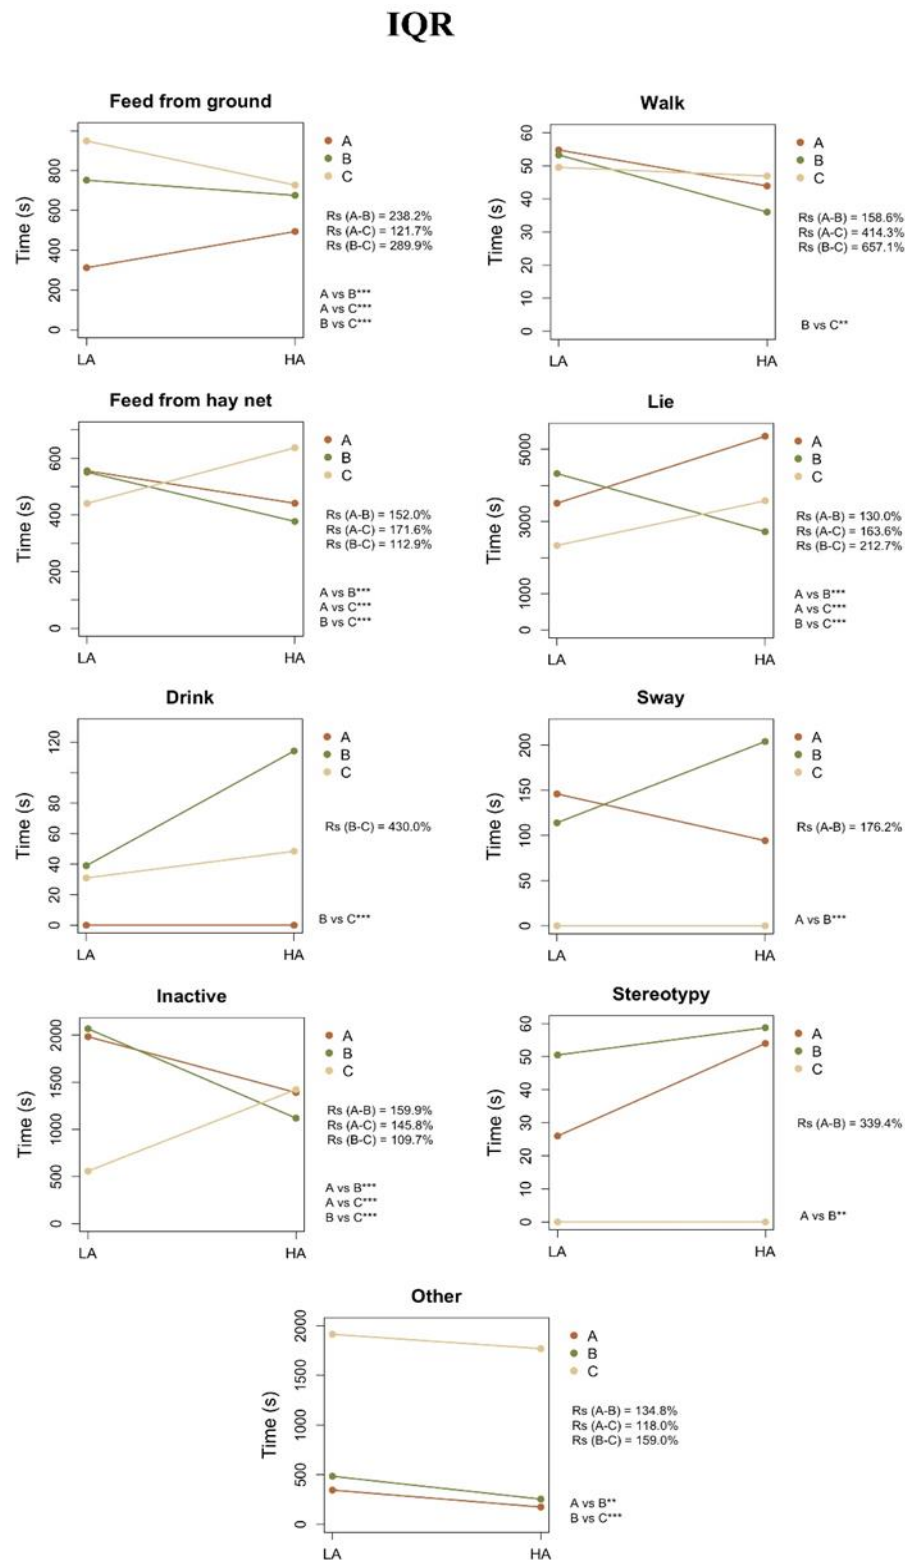 IQR
Feed from ground
Time (s)
800
600
400
200
0
LA HA
A
B
C
Rs (A-B) = 238.2%
Rs (A-C) = 121.7%
Rs (B-C) = 289.9%
A vs B***
A vs C***
B vs C***
Walk
Time (s)
60
50
40
30
20
10
0
LA HA
A
B
C
Rs (A-B) = 158.6%
Rs (A-C) = 414.3%
Rs (B-C) = 657.1%
B vs C**
Feed from hay net
Time (s)
600
400
200
0
LA HA
A
B
C
Rs (A-B) = 152.0%
Rs (A-C) = 171.6%
Rs (B-C) = 112.9%
A vs B***
A vs C***
B vs C***
Lie
Time (s)
5000
3000
1000
0
LA HA
A
B
C
Rs (A-B) = 130.0%
Rs (A-C) = 163.6%
Rs (B-C) = 212.7%
A vs B***
A vs C***
B vs C***
Drink
Time (s)
120
80
60
40
20
0
LA HA
A
B
C
Rs (B-C) = 430.0%
B vs C***
Sway
Time (s)
200
150
100
50
0
LA HA
A
B
C
Rs (A-B) = 176.2%
A vs B***
Inactive
Time (s)
2000
1500
1000
500
0
LA HA
A
B
C
Rs (A-B) = 159.9%
Rs (A-C) = 145.8%
Rs (B-C) = 109.7%
A vs B***
A vs C***
B vs C***
Stereotypy
Time (s)
60
50
40
30
20
10
0
LA HA
A
B
C
Rs (A-B) = 339.4%
A vs B**
Other
Time (s)
2000
1500
1000
500
0
LA HA
A
B
C
Rs (A-B) = 134.8%
Rs (A-C) = 118.0%
Rs (B-C) = 159.0%
A vs B**
B vs C***